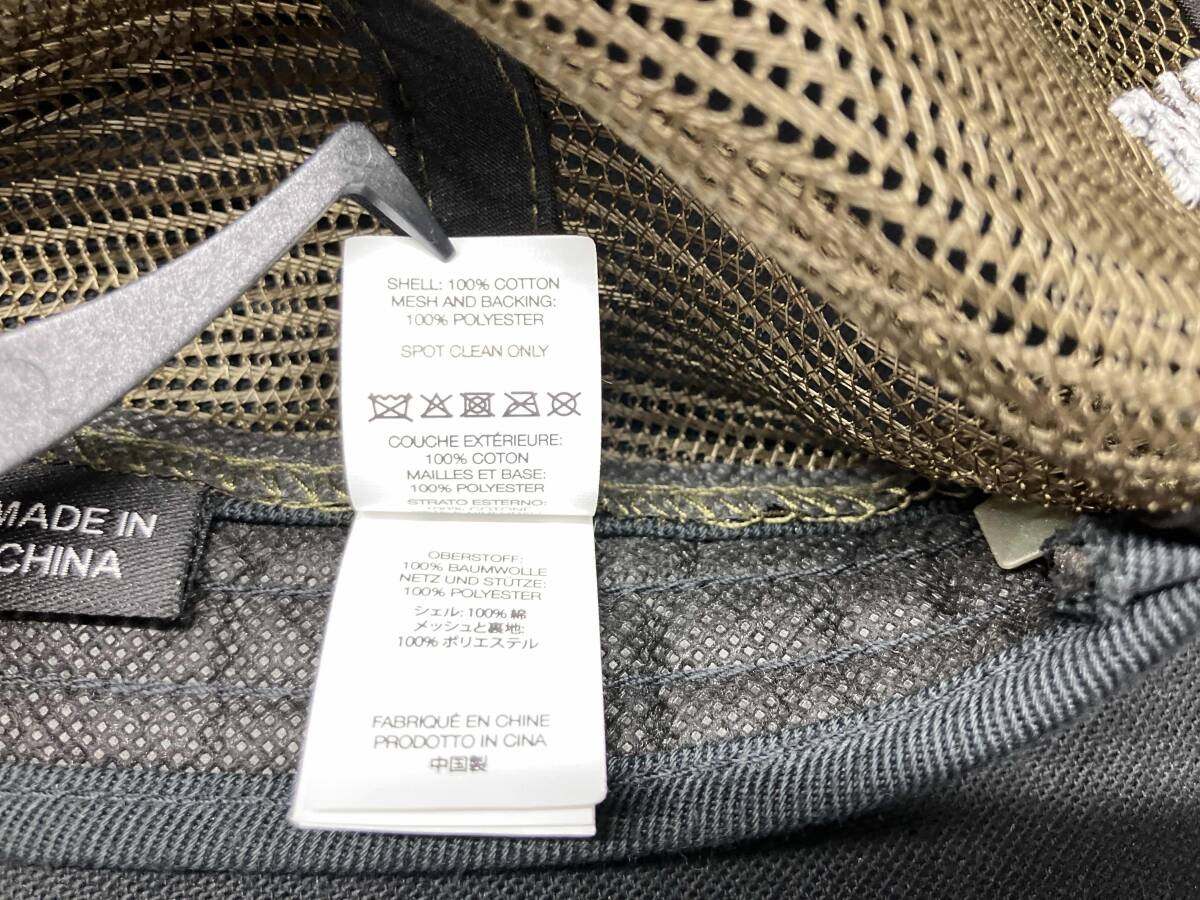 SHELL: 100% COTTON
MESH AND BACKING:
100% POLYESTER
SPOT CLEAN ONLY
COUCHE EXTÉRIEURE:
100% COTON
MAILLES ET BASE:
100% POLYESTER
STRATO ESTERNO:
100% COTONE
OBERSTOFF:
100% BAUMWOLLE
NETZ UND STÜTZE:
100% POLYESTER
シェル: 100% 綿
メッシュと裏地:
100% ポリエステル
FABRIQUÉ EN CHINE
PRODOTTO IN CINA
中国製
MADE IN
CHINA